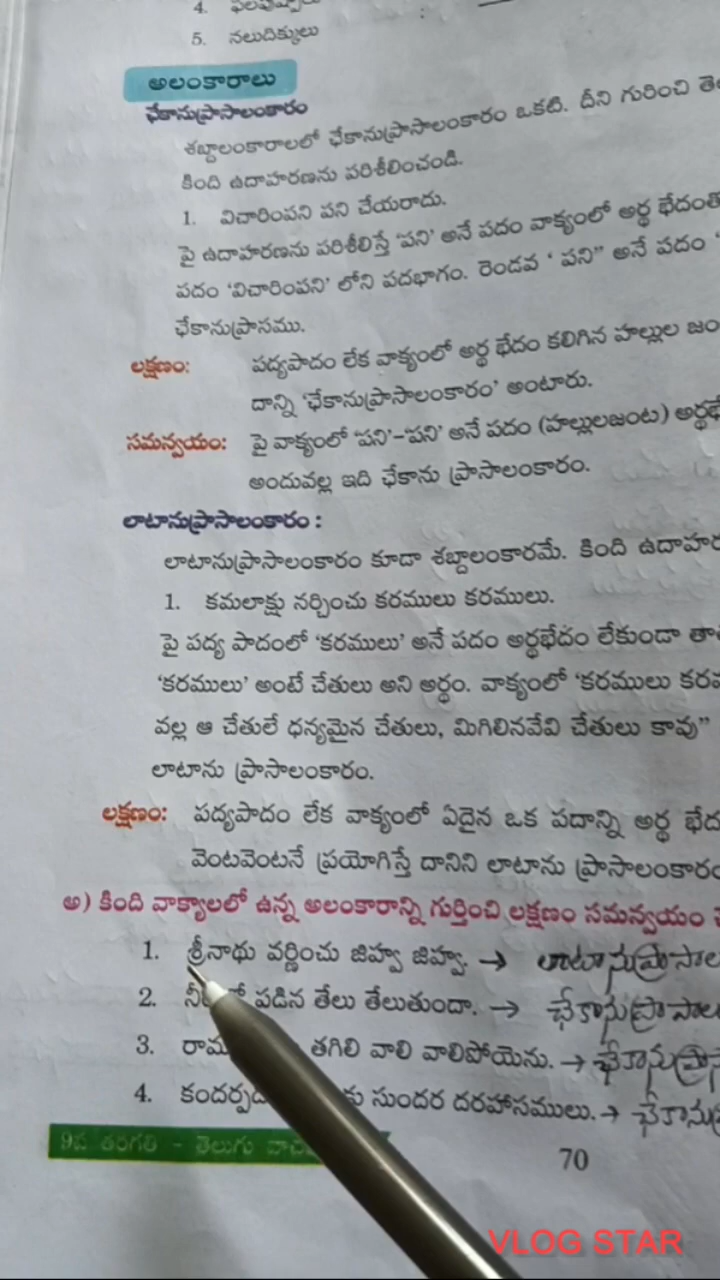 4.
5. నలుదిక్కులు
అలంకారాలు
ఛేకానుప్రాసాలంకారం
శబ్దాలంకారాలలో ఛేకానుప్రాసాలంకారం ఒకటి. దీని గురించి
కింది ఉదాహరణను పరిశీలించండి.
1. విచారింపని పని చేయరాదు.
పై ఉదాహరణను పరిశీలిస్తే ‘పని’ అనే పదం వాక్యంలో అర్థ భేదంతో
పదం ‘విచారింపని’ లోని పదభాగం. రెండవ ‘ పని” అనే పదం ‘
ఛేకానుప్రాసము.
లక్షణం: పద్యపాదం లేక వాక్యంలో అర్థ భేదం కలిగిన హల్లుల జం
దాన్ని ‘ఛేకానుప్రాసాలంకారం’ అంటారు.
సమన్వయం: పై వాక్యంలో ‘పని’–‘పని’ అనే పదం (హల్లులజంట) అర్థభే
అందువల్ల ఇది ఛేకాను ప్రాసాలంకారం.
లాటానుప్రాసాలంకారం :
లాటానుప్రాసాలంకారం కూడా శబ్దాలంకారమే. కింది ఉదాహర
1. కమలాక్షు నర్చించు కరములు కరములు.
పై పద్య పాదంలో ‘కరములు’ అనే పదం అర్థభేదం లేకుండా తా
‘కరములు’ అంటే చేతులు అని అర్థం. వాక్యంలో ‘కరములు కర
వల్ల ఆ చేతులే ధన్యమైన చేతులు, మిగిలినవేవి చేతులు కావు”
లాటాను ప్రాసాలంకారం.
లక్షణం: పద్యపాదం లేక వాక్యంలో ఏదైన ఒక పదాన్ని అర్థ భేద
వెంటవెంటనే ప్రయోగిస్తే దానిని లాటాను ప్రాసాలంకారం
అ) కింది వాక్యాలలో ఉన్న అలంకారాన్ని గుర్తించి లక్షణం సమన్వయం
1. శ్రీనాథు వర్ణించు జిహ్వ జిహ్వ. → లాటానుప్రాసాల
2. పడిన తేలు తేలుతుందా. → ఛేకానుప్రాసాల
3. తగిలి వాలి వాలిపోయెను. → ఛేకానుప్రాస
4. సుందర దరహాసములు. → ఛేకానుప్ర
9వ తరగతి - తెలుగు
70
VLOG STAR